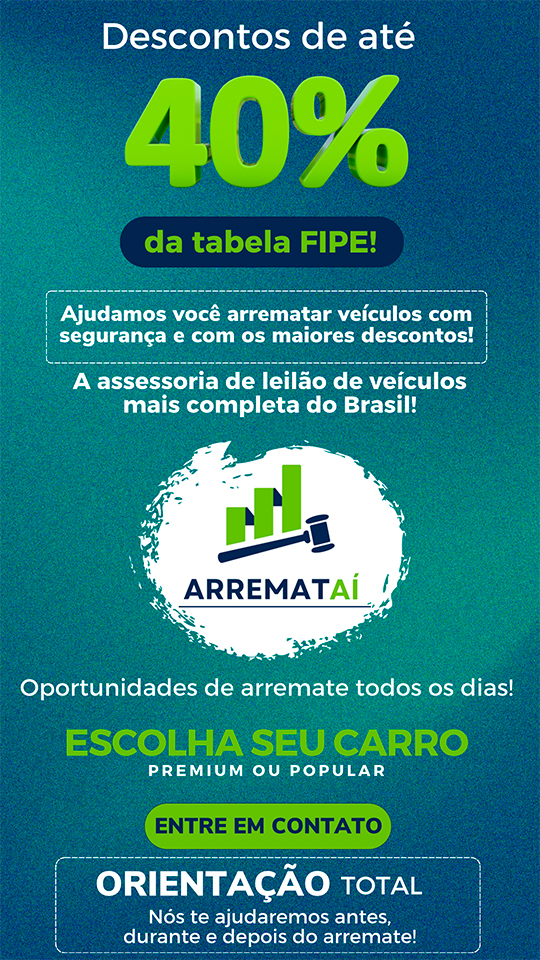 Descontos de até
40%
da tabela FIPE!
Ajudamos você arrematar veículos com
segurança e com os maiores descontos!
A assessoria de leilão de veículos
mais completa do Brasil!
ARREMATAÍ
Oportunidades de arremate todos os dias!
ESCOLHA SEU CARRO
PREMIUM OU POPULAR
ENTRE EM CONTATO
ORIENTAÇÃO TOTAL
Nós te ajudaremos antes,
durante e depois do arremate!